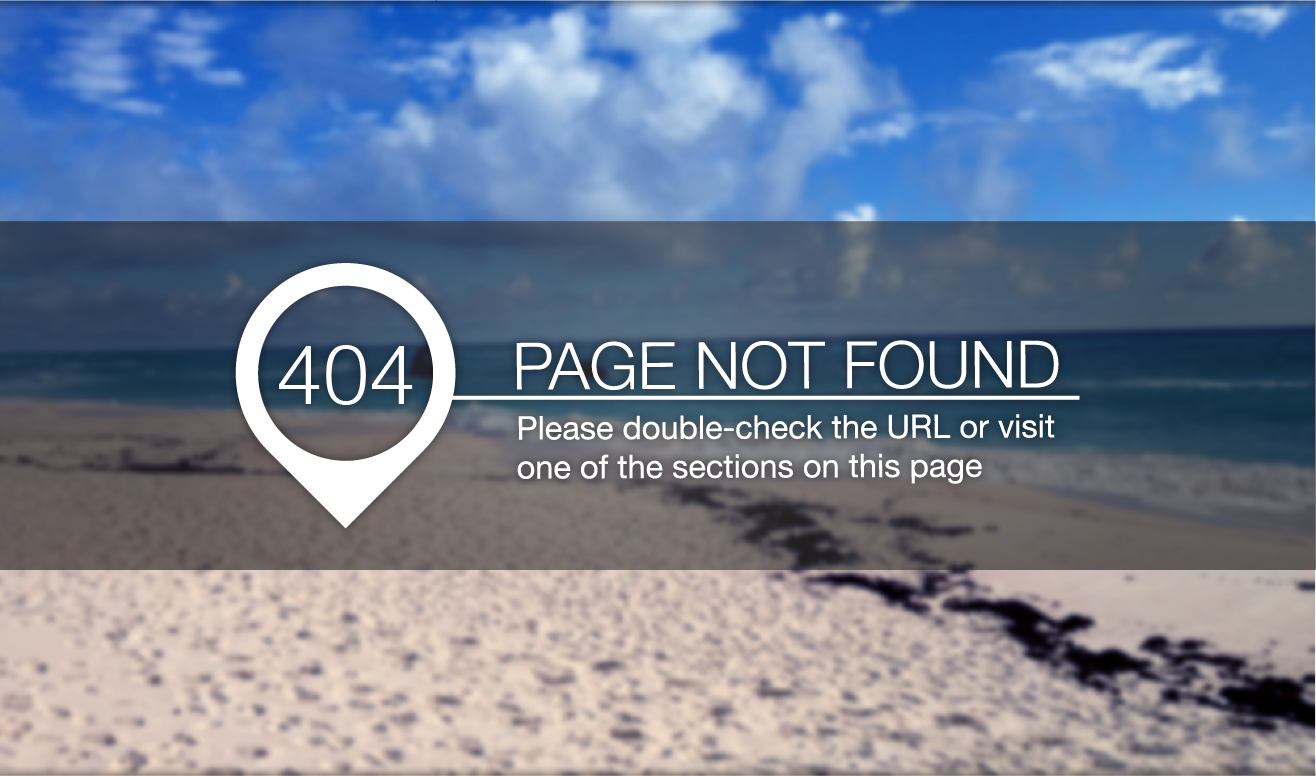 404
PAGE NOT FOUND
Please double-check the URL or visit
one of the sections on this page